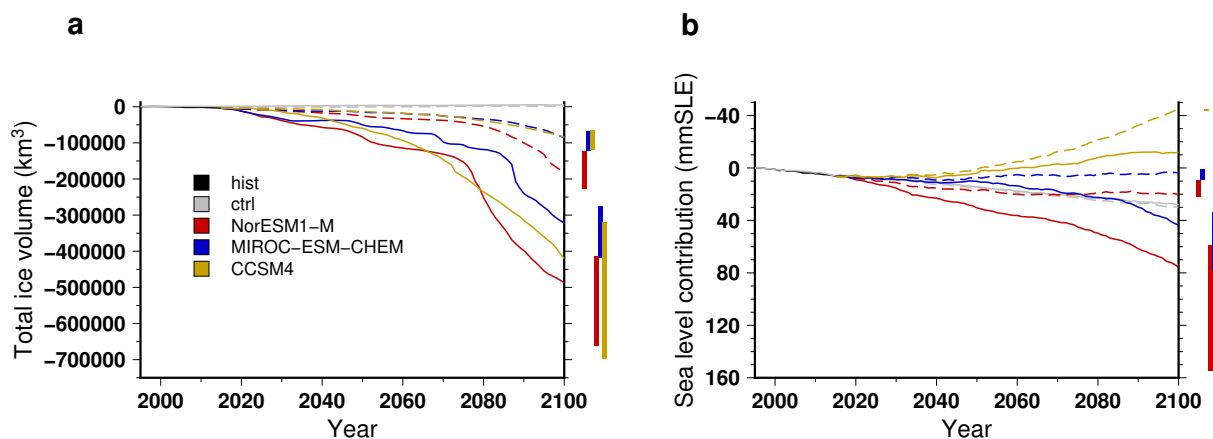 a
Total ice volume (km³)
0
−100000
−200000
−300000
−400000
−500000
−600000
−700000
hist
ctrl
NorESM1−M
MIROC−ESM−CHEM
CCSM4
2000 2020 2040 2060 2080 2100
Year
b
Sea level contribution (mmSLE)
−40
0
40
80
120
160
2000 2020 2040 2060 2080 2100
Year